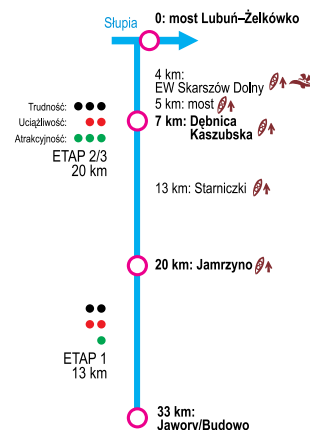 Słupia
0: most Lubuń–Żelkówko
4 km:
EW Skarszów Dolny
5 km: most
7 km: Dębnica
Kaszubska
Trudność:
Uciążliwość:
Atrakcyjność:
ETAP 2/3
20 km
13 km: Starniczki
20 km: Jamrzyno
ETAP 1
13 km
33 km:
Jawory/Budowo